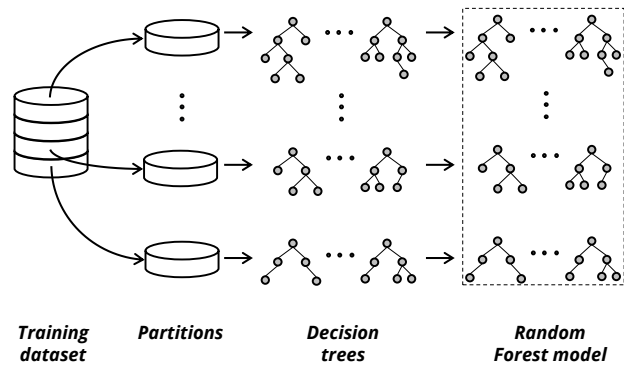 Training
dataset
Partitions
Decision
trees
Random
Forest model